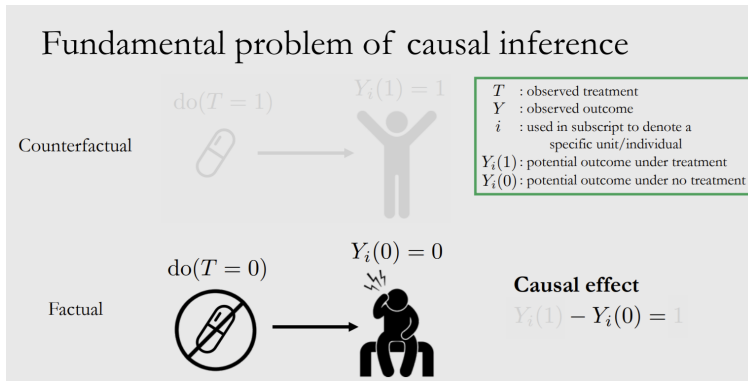 Fundamental problem of causal inference
do(T = 1)
Y_i(1) = 1
Counterfactual
T : observed treatment
Y : observed outcome
i : used in subscript to denote a
specific unit/individual
Y_i(1) : potential outcome under treatment
Y_i(0) : potential outcome under no treatment
do(T = 0)
Y_i(0) = 0
Factual
Causal effect
Y_i(1) − Y_i(0) = 1